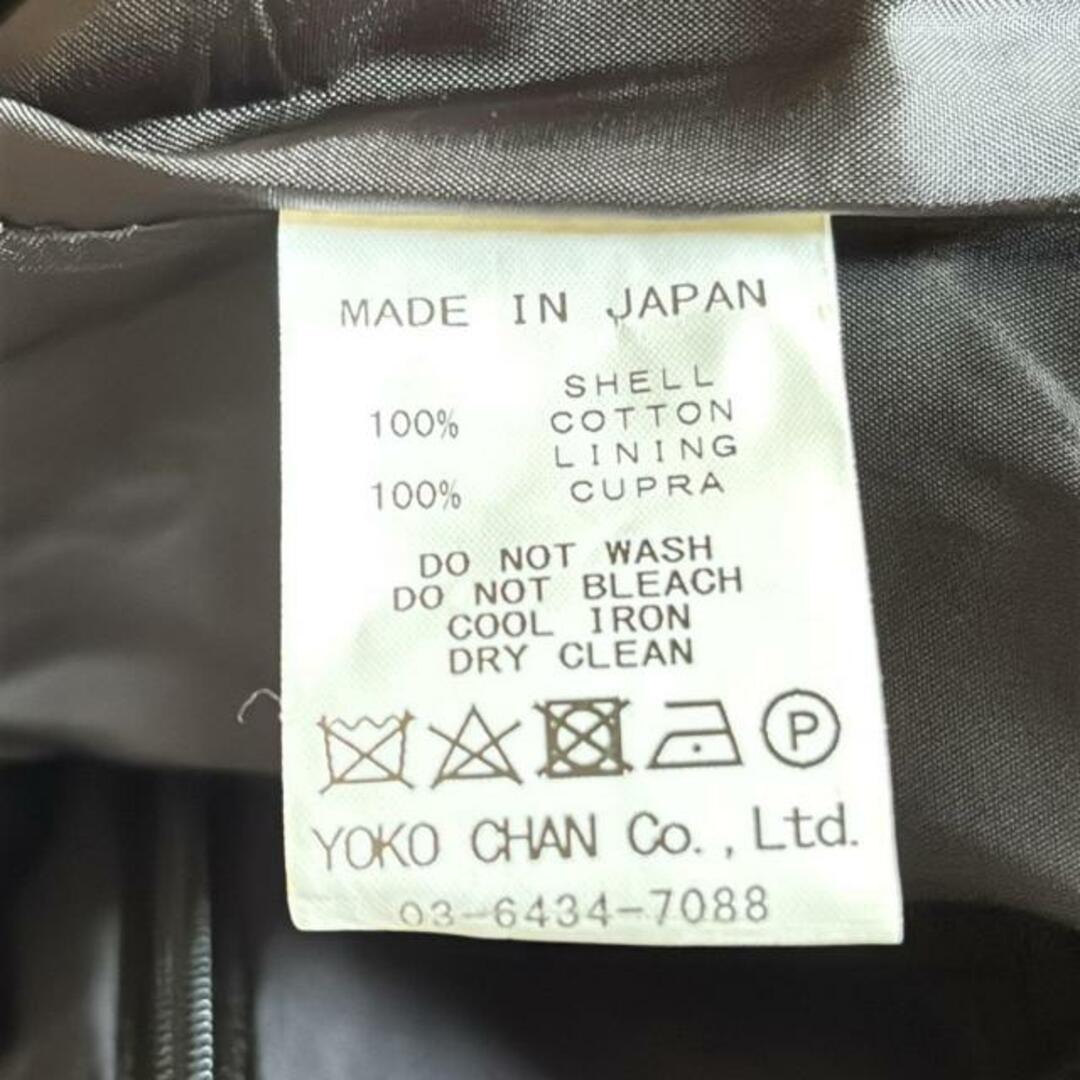 MADE IN JAPAN
SHELL
100% COTTON
LINING
100% CUPRA
DO NOT WASH
DO NOT BLEACH
COOL IRON
DRY CLEAN
P
YOKO CHAN Co., Ltd.
03-6434-7088